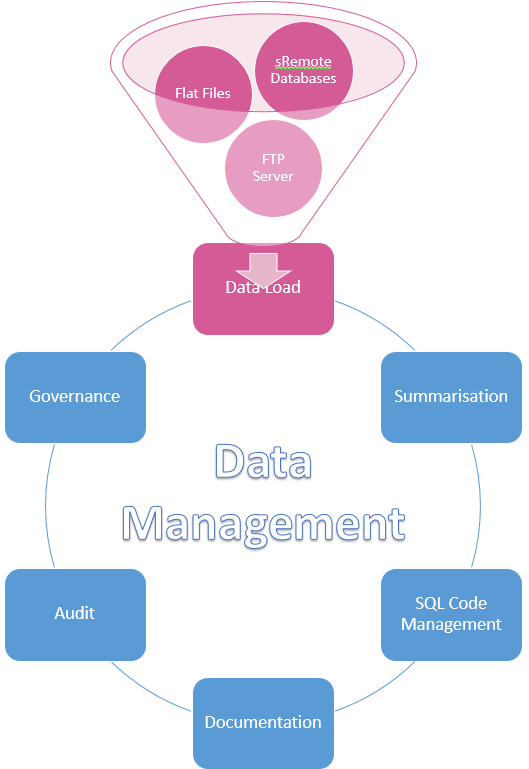 sRemote
Databases
Flat Files
FTP
Server
Data Load
Governance
Summarisation
Data
Management
Audit
SQL Code
Management
Documentation